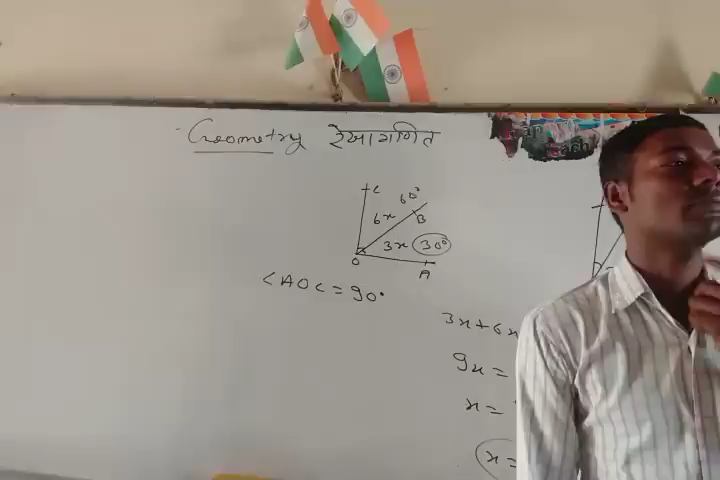 Geometry रेखागणित
C 60°
6x B
3x 30°
O A
∠AOC = 90°
3x+6x
9x=
x=
x=